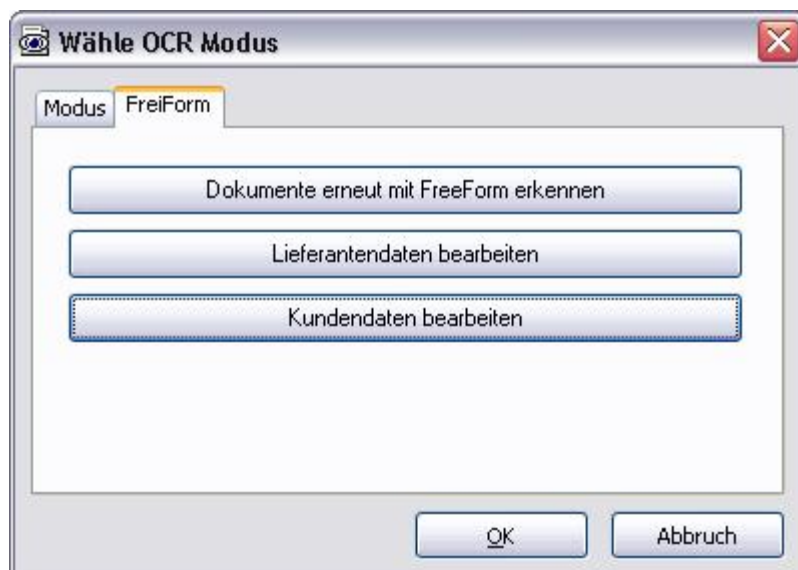 Wähle OCR Modus
Modus FreiForm
Dokumente erneut mit FreeForm erkennen
Lieferantendaten bearbeiten
Kundendaten bearbeiten
OK Abbruch